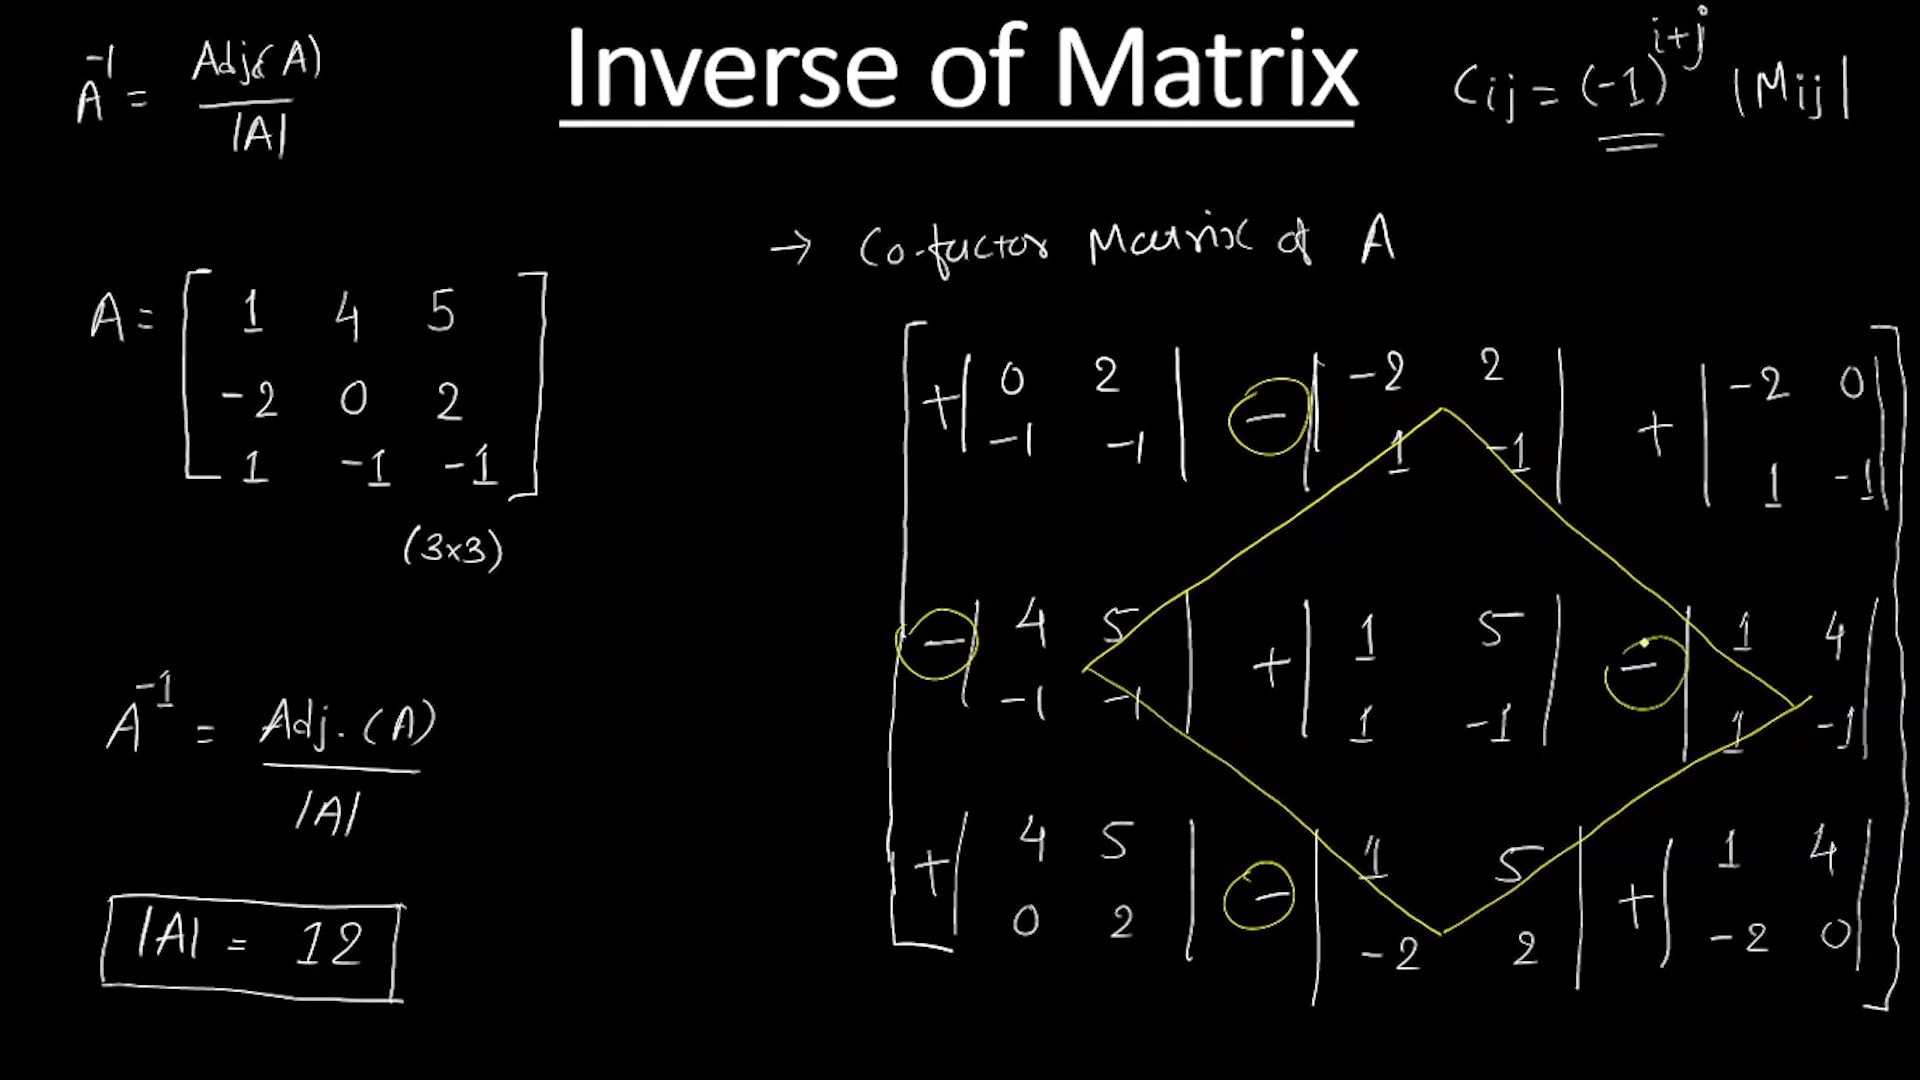 Inverse of Matrix
A⁻¹ = Adj(A) / |A|
Cij = (-1)^i+j |Mij|
→ Co-factor Matrix of A
A = [ 1 4 5
-2 0 2
1 -1 -1 ]
(3x3)
A⁻¹ = Adj.(A) / |A|
|A| = 12
[ + | 0 2 | - | -2 2 | + | -2 0 |
| -1 -1 | | 1 -1 | | 1 -1 |
- | 4 5 | + | 1 5 | - | 1 4 |
| -1 -1 | | 1 -1 | | 1 -1 |
+ | 4 5 | - | 1 5 | + | 1 4 |
| 0 2 | | -2 2 | | -2 0 | ]